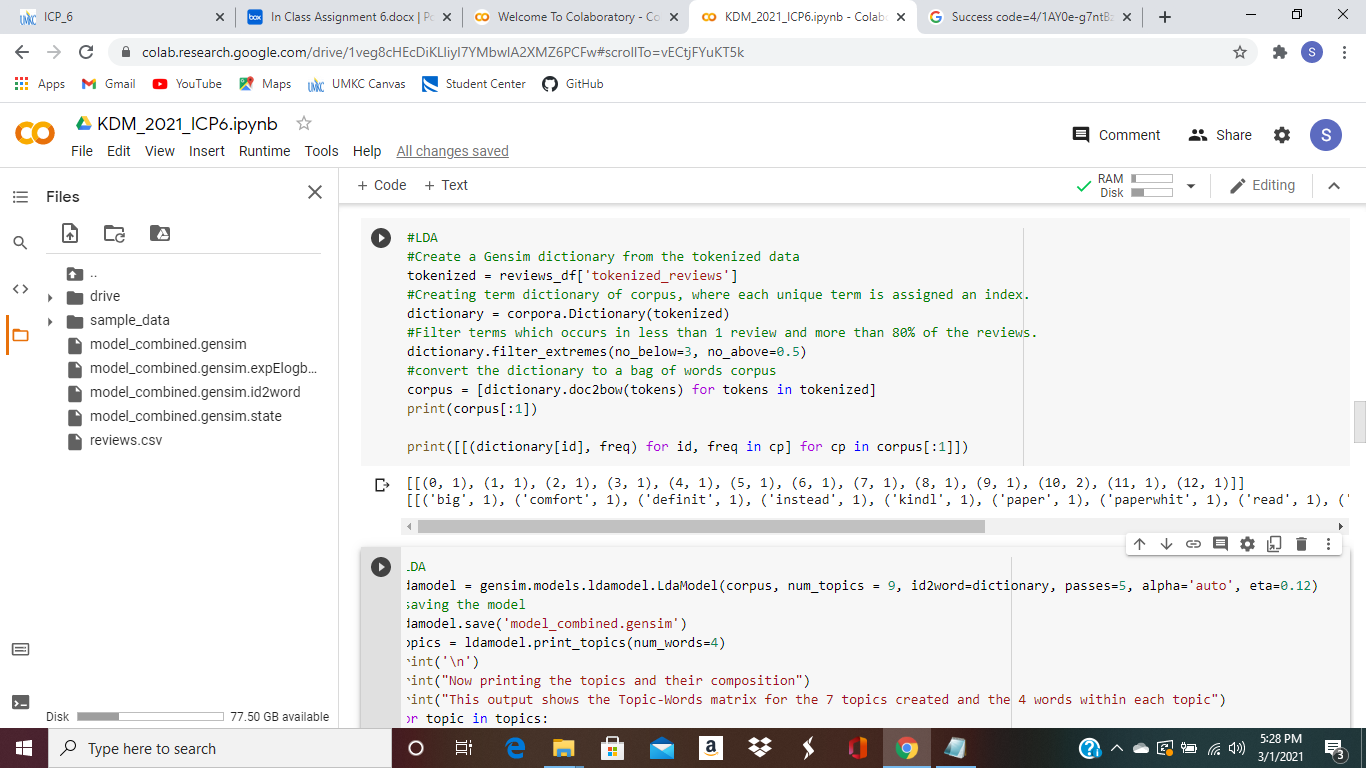 ICP_6
In Class Assignment 6.docx | Po
Welcome To Colaboratory - Co
KDM_2021_ICP6.ipynb - Colab
Success code=4/1AY0e-g7ntB
colab.research.google.com/drive/1veg8cHEcDiKLliyI7YMbwlA2XMZ6PCFw#scrollTo=vECtjFYuKT5k
S
Apps
Gmail
YouTube
Maps
UMKC Canvas
Student Center
GitHub
KDM_2021_ICP6.ipynb
Comment
Share
S
File Edit View Insert Runtime Tools Help All changes saved
Files
+ Code + Text
RAM
Disk
Editing
..
drive
sample_data
model_combined.gensim
model_combined.gensim.expElogb...
model_combined.gensim.id2word
model_combined.gensim.state
reviews.csv
Disk
77.50 GB available
#LDA
#Create a Gensim dictionary from the tokenized data
tokenized = reviews_df['tokenized_reviews']
#Creating term dictionary of corpus, where each unique term is assigned an index.
dictionary = corpora.Dictionary(tokenized)
#Filter terms which occurs in less than 1 review and more than 80% of the reviews.
dictionary.filter_extremes(no_below=3, no_above=0.5)
#convert the dictionary to a bag of words corpus
corpus = [dictionary.doc2bow(tokens) for tokens in tokenized]
print(corpus[:1])
print([[(dictionary[id], freq) for id, freq in cp] for cp in corpus[:1]])
[[(0, 1), (1, 1), (2, 1), (3, 1), (4, 1), (5, 1), (6, 1), (7, 1), (8, 1), (9, 1), (10, 2), (11, 1), (12, 1)]]
[[('big', 1), ('comfort', 1), ('definit', 1), ('instead', 1), ('kindl', 1), ('paper', 1), ('paperwhit', 1), ('read', 1), ('
LDA
ldamodel = gensim.models.ldamodel.LdaModel(corpus, num_topics = 9, id2word=dictionary, passes=5, alpha='auto', eta=0.12)
saving the model
ldamodel.save('model_combined.gensim')
opics = ldamodel.print_topics(num_words=4)
rint('\n')
rint("Now printing the topics and their composition")
rint("This output shows the Topic-Words matrix for the 7 topics created and the 4 words within each topic")
or topic in topics:
Type here to search
5:28 PM
3/1/2021
3